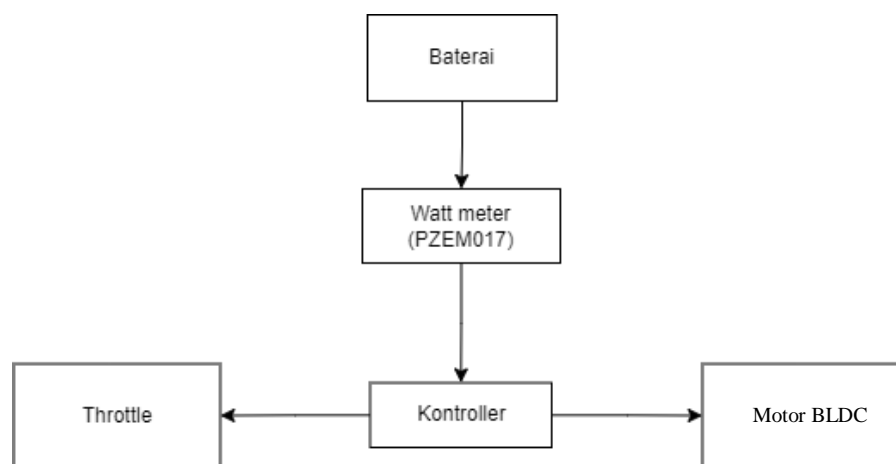 Baterai
Watt meter
(PZEM017)
Throttle
Kontroller
Motor BLDC